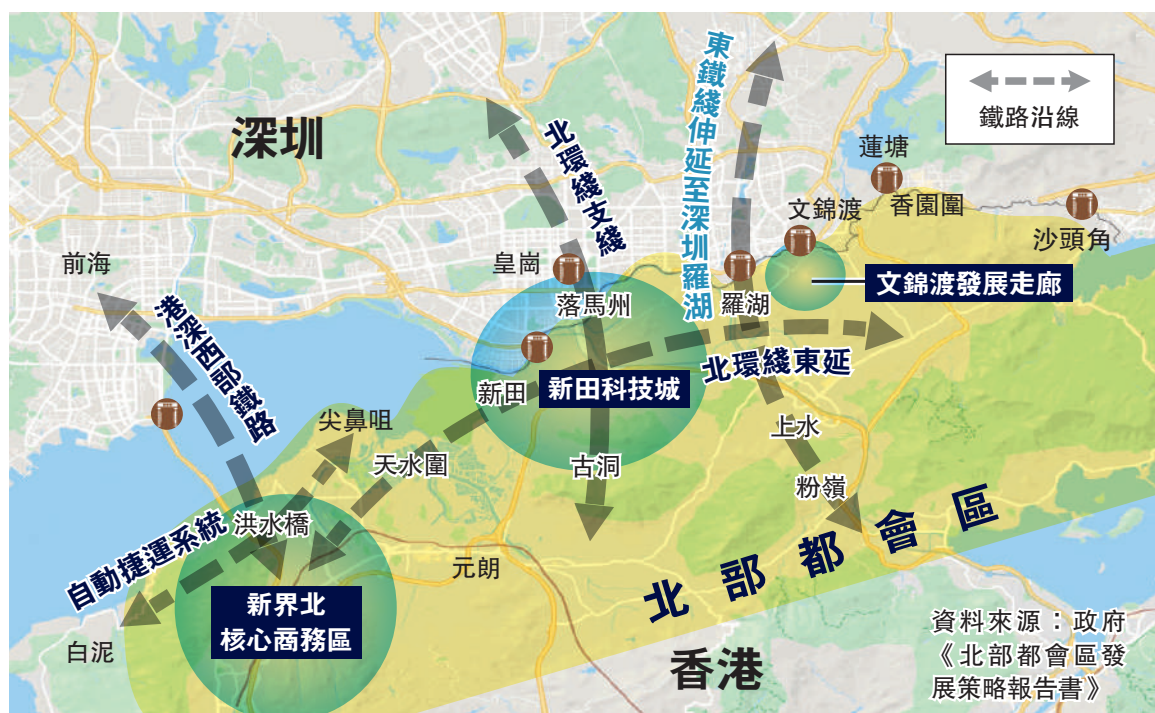 東鐵綫伸延至深圳羅湖
鐵路沿線
深圳
北環綫支綫
蓮塘
香園圍
文錦渡
沙頭角
前海
皇崗
落馬州
羅湖
文錦渡發展走廊
港深西部鐵路
新田
新田科技城
北環綫東延
尖鼻咀
天水圍
古洞
上水
粉嶺
洪水橋
自動捷運系統
元朗
北部都會區
新界北
核心商務區
白泥
香港
資料來源：政府
《北部都會區發
展策略報告書》